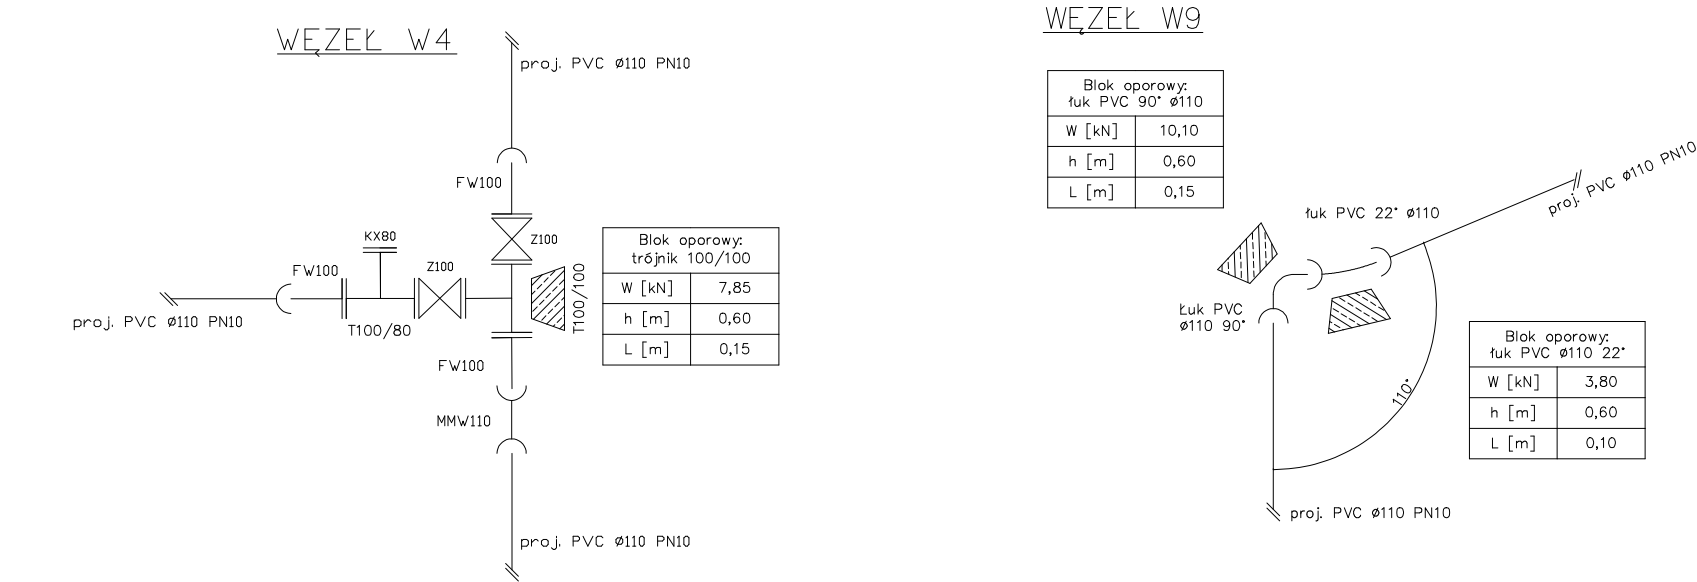 WĘZEŁ W4
proj. PVC ø110 PN10
FW100
Z100
KX80
FW100
Z100
T100/80
proj. PVC ø110 PN10
T100/100
Blok oporowy:
trójnik 100/100
W [kN] 7,85
h [m] 0,60
L [m] 0,15
FW100
MMW110
proj. PVC ø110 PN10
WĘZEŁ W9
Blok oporowy:
łuk PVC 90° ø110
W [kN] 10,10
h [m] 0,60
L [m] 0,15
proj. PVC ø110 PN10
łuk PVC 22° ø110
Łuk PVC
ø110 90°
110°
Blok oporowy:
łuk PVC ø110 22°
W [kN] 3,80
h [m] 0,60
L [m] 0,10
proj. PVC ø110 PN10